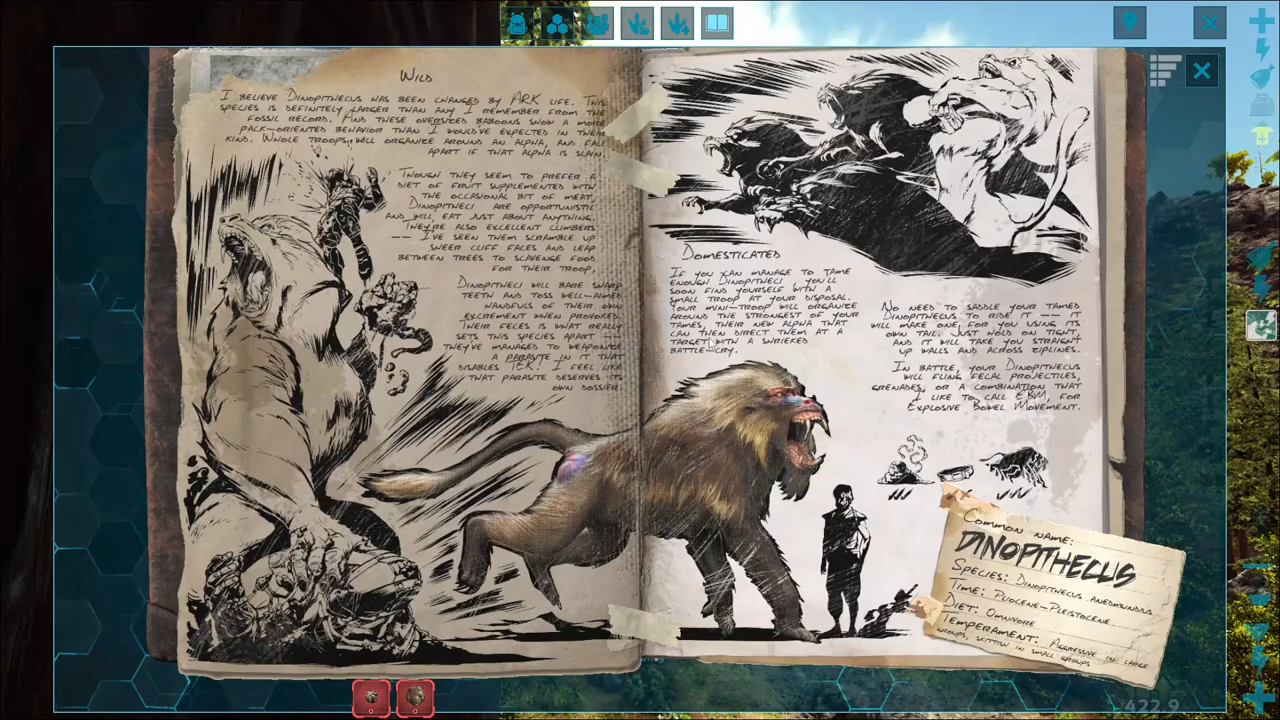 Wild
I believe Dinopithecus has been changed by ARK life. This
species is definitely larger than any I remember from the
fossil record. And these oversized baboons show a more
pack-oriented behavior than I would've expected in their
kind. Whole troops will organize around an alpha, and fall
apart if that alpha is slain.
Though they seem to prefer a
diet of fruit supplemented with
the occasional bit of meat,
Dinopitheci are opportunistic
and will eat just about anything.
They're also excellent climbers
— I've seen them scramble up
sheer cliff faces and leap
between trees to scavenge food
for their troop.
Dinopitheci will bare sharp
teeth and toss well-aimed
handfuls of their own
excrement when provoked.
Their feces is what really
sets this species apart —
they've managed to weaponize
a parasite in it that
disables TEK! I feel like
that parasite deserves its
own dossier.
Domesticated
If you can manage to tame
enough Dinopitheci you'll
soon find yourself with a
small troop at your disposal.
Your mini-troop will organize
around the strongest of your
tames, their new alpha that
can then direct them at a
target with a shrieked
battle-cry.
No need to saddle your tamed
Dinopithecus to ride it — it
will make one for you using its
own tail. Just hold on tight,
and it will take you straight
up walls and across ziplines.
In battle, your Dinopithecus
will fling fecal projectiles,
grenades, or a combination that
I like to call EBM, for
Explosive Bowel Movement.
Common name:
Dinopithecus
Species: Dinopithecus anedmundius
Time: Pliocene-Pleistocene
Diet: Omnivore
Temperament: Aggressive in large
groups, skittish in small groups
0
0
422.9